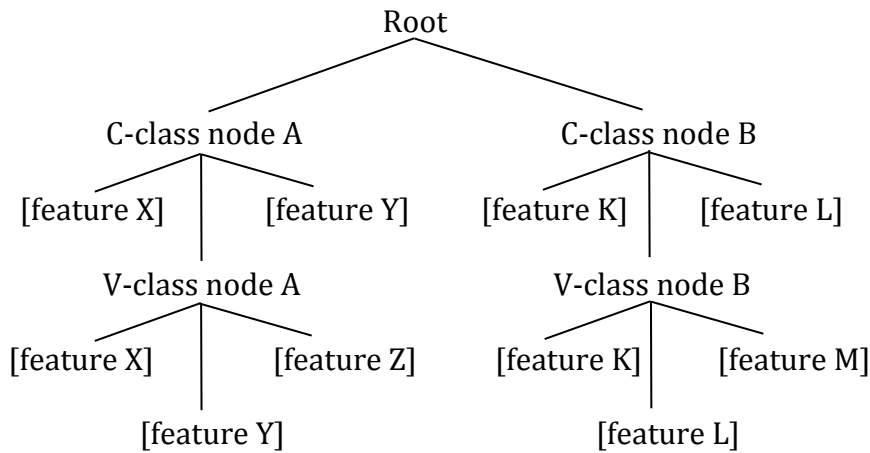 Root
C-class node A C-class node B
[feature X] [feature Y] [feature K] [feature L]
V-class node A V-class node B
[feature X] [feature Z] [feature K] [feature M]
[feature Y] [feature L]